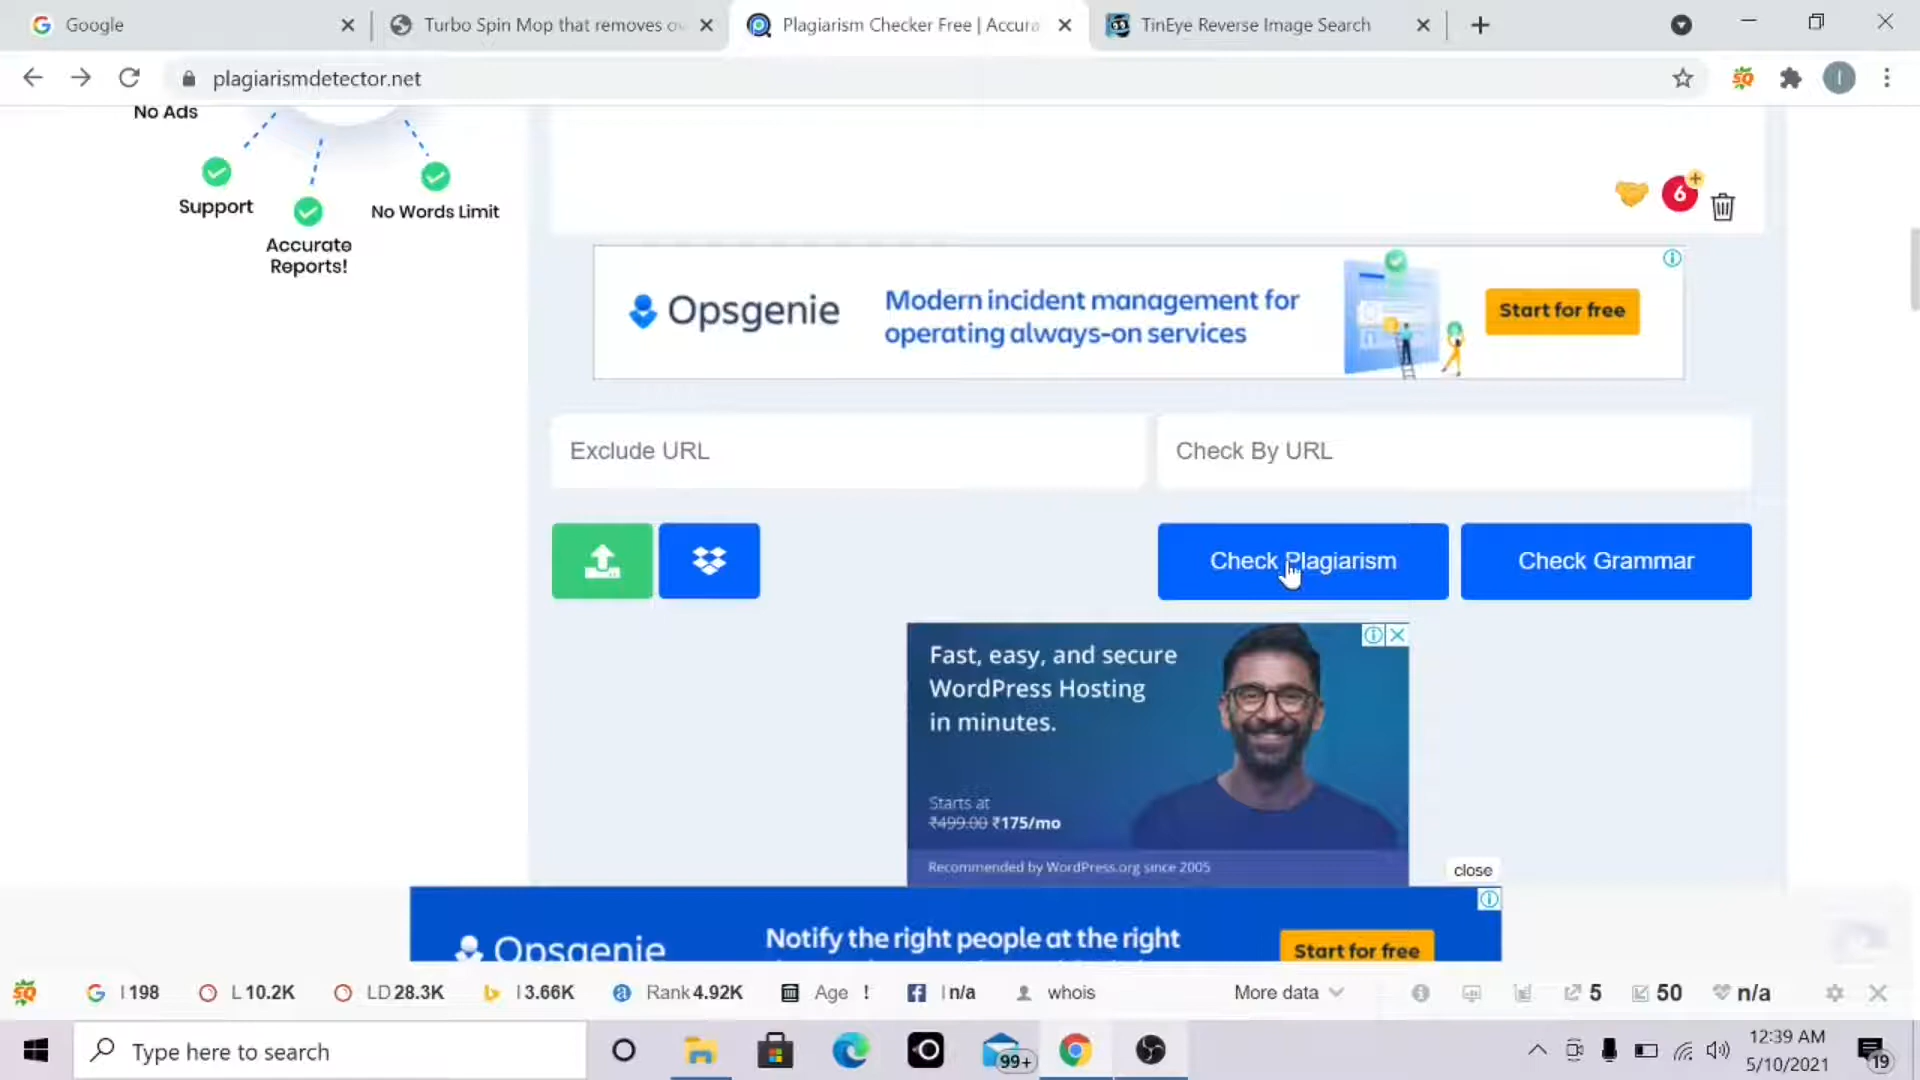 Google
Turbo Spin Mop that removes ov
Plagiarism Checker Free | Accura
TinEye Reverse Image Search
plagiarismdetector.net
No Ads
Support
No Words Limit
Accurate
Reports!
6
+
Opsgenie
Modern incident management for
operating always-on services
Start for free
Exclude URL
Check By URL
Check Plagiarism
Check Grammar
Fast, easy, and secure
WordPress Hosting
in minutes.
Starts at
₹499.00 ₹175/mo
Recommended by WordPress.org since 2005
close
Opsgenie
Notify the right people at the right
Start for free
SQ
G I 198
L 10.2K
LD 28.3K
I 3.66K
a Rank 4.92K
Age !
I n/a
whois
More data
5
50
n/a
Type here to search
99+
12:39 AM
5/10/2021
19